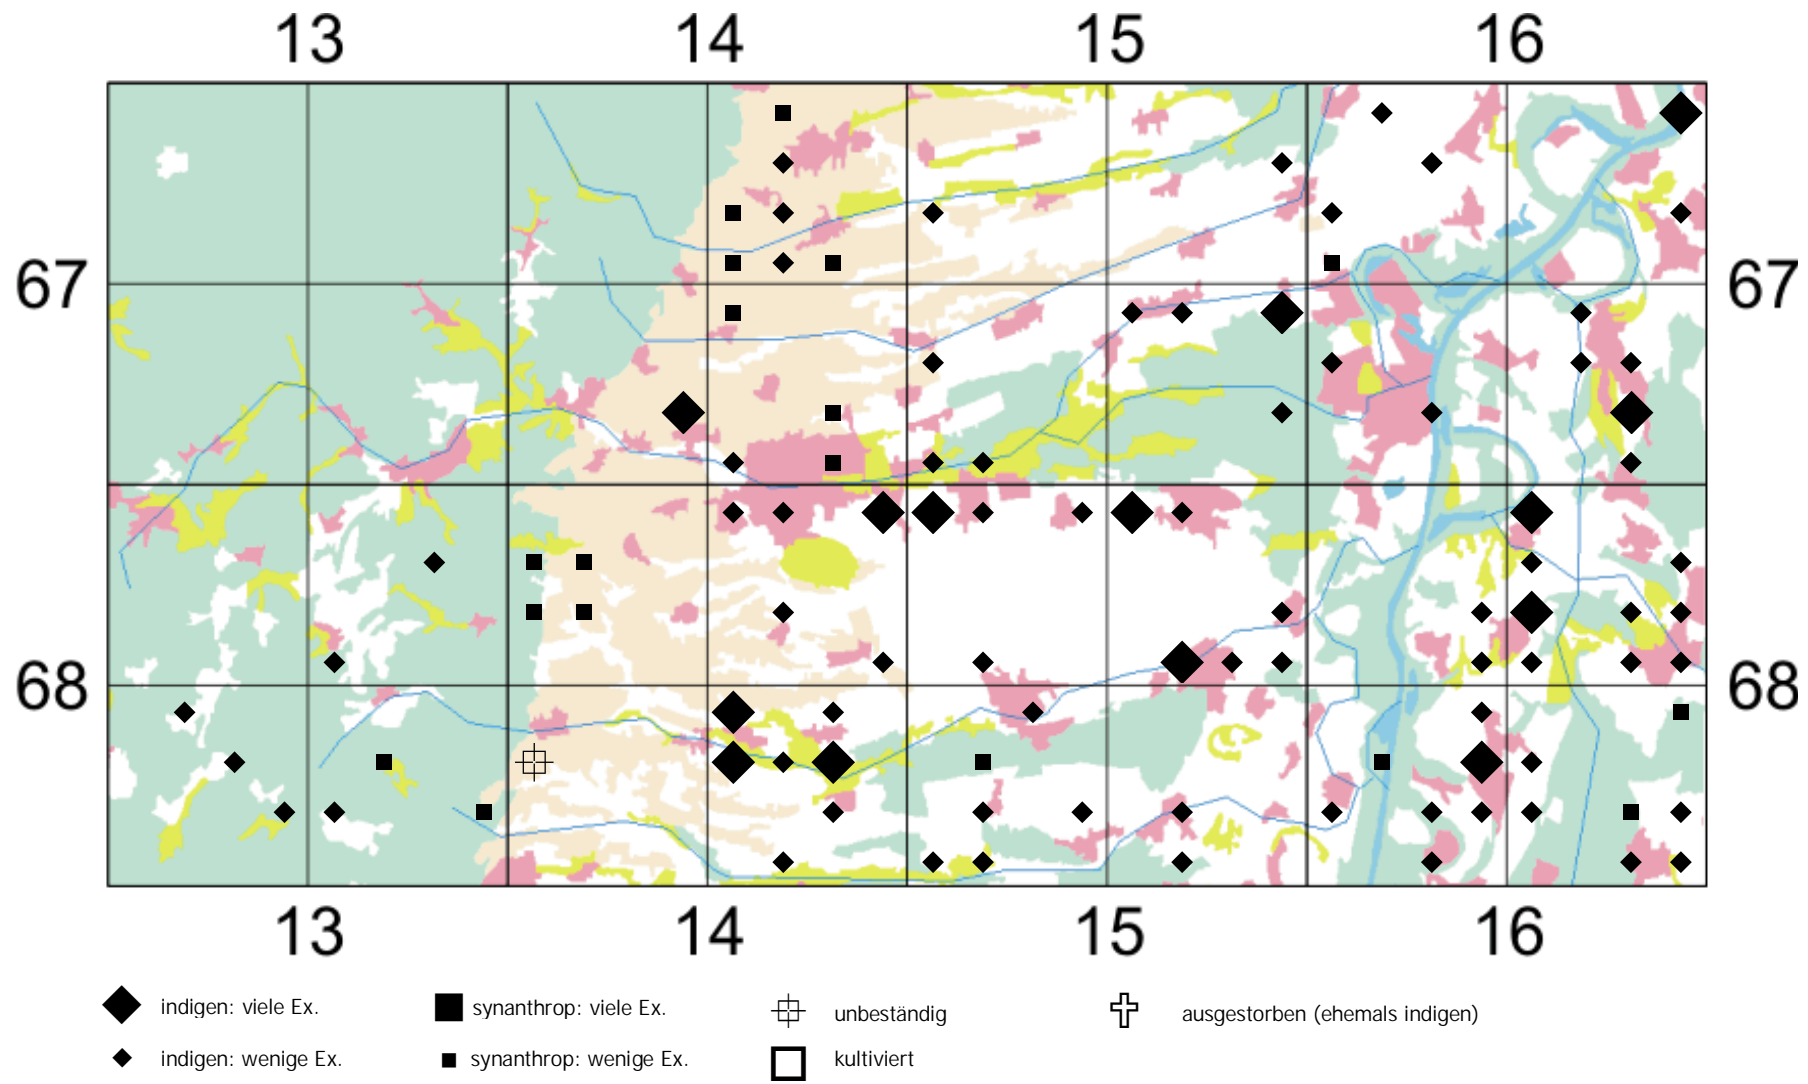 13 14 15 16
67 67
68 68
13 14 15 16
indigen: viele Ex. synanthrop: viele Ex. unbeständig ausgestorben (ehemals indigen)
indigen: wenige Ex. synanthrop: wenige Ex. kultiviert